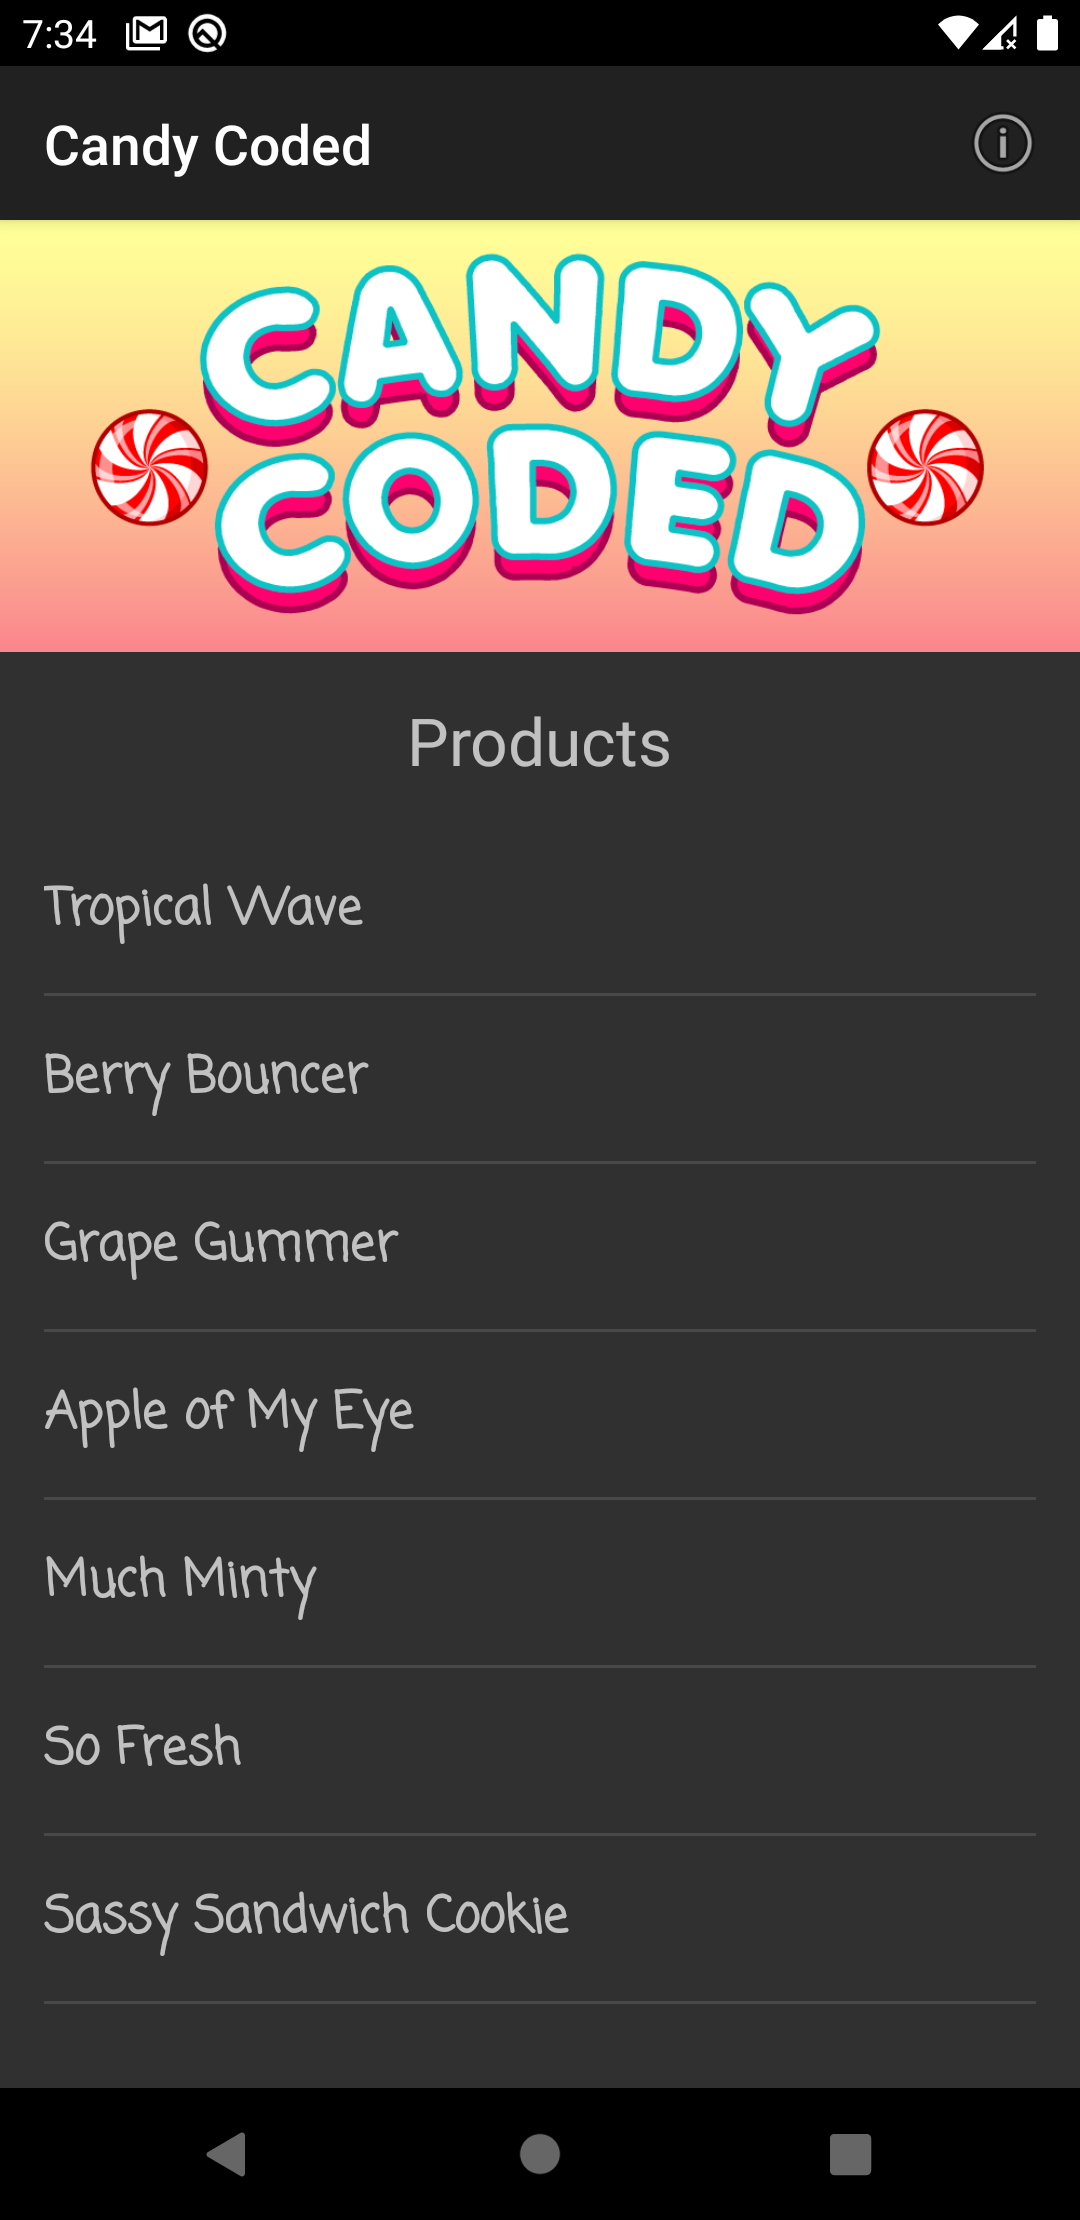 7:34
Candy Coded
CANDY
CODED
Products
Tropical Wave
Berry Bouncer
Grape Gummer
Apple of My Eye
Much Minty
So Fresh
Sassy Sandwich Cookie